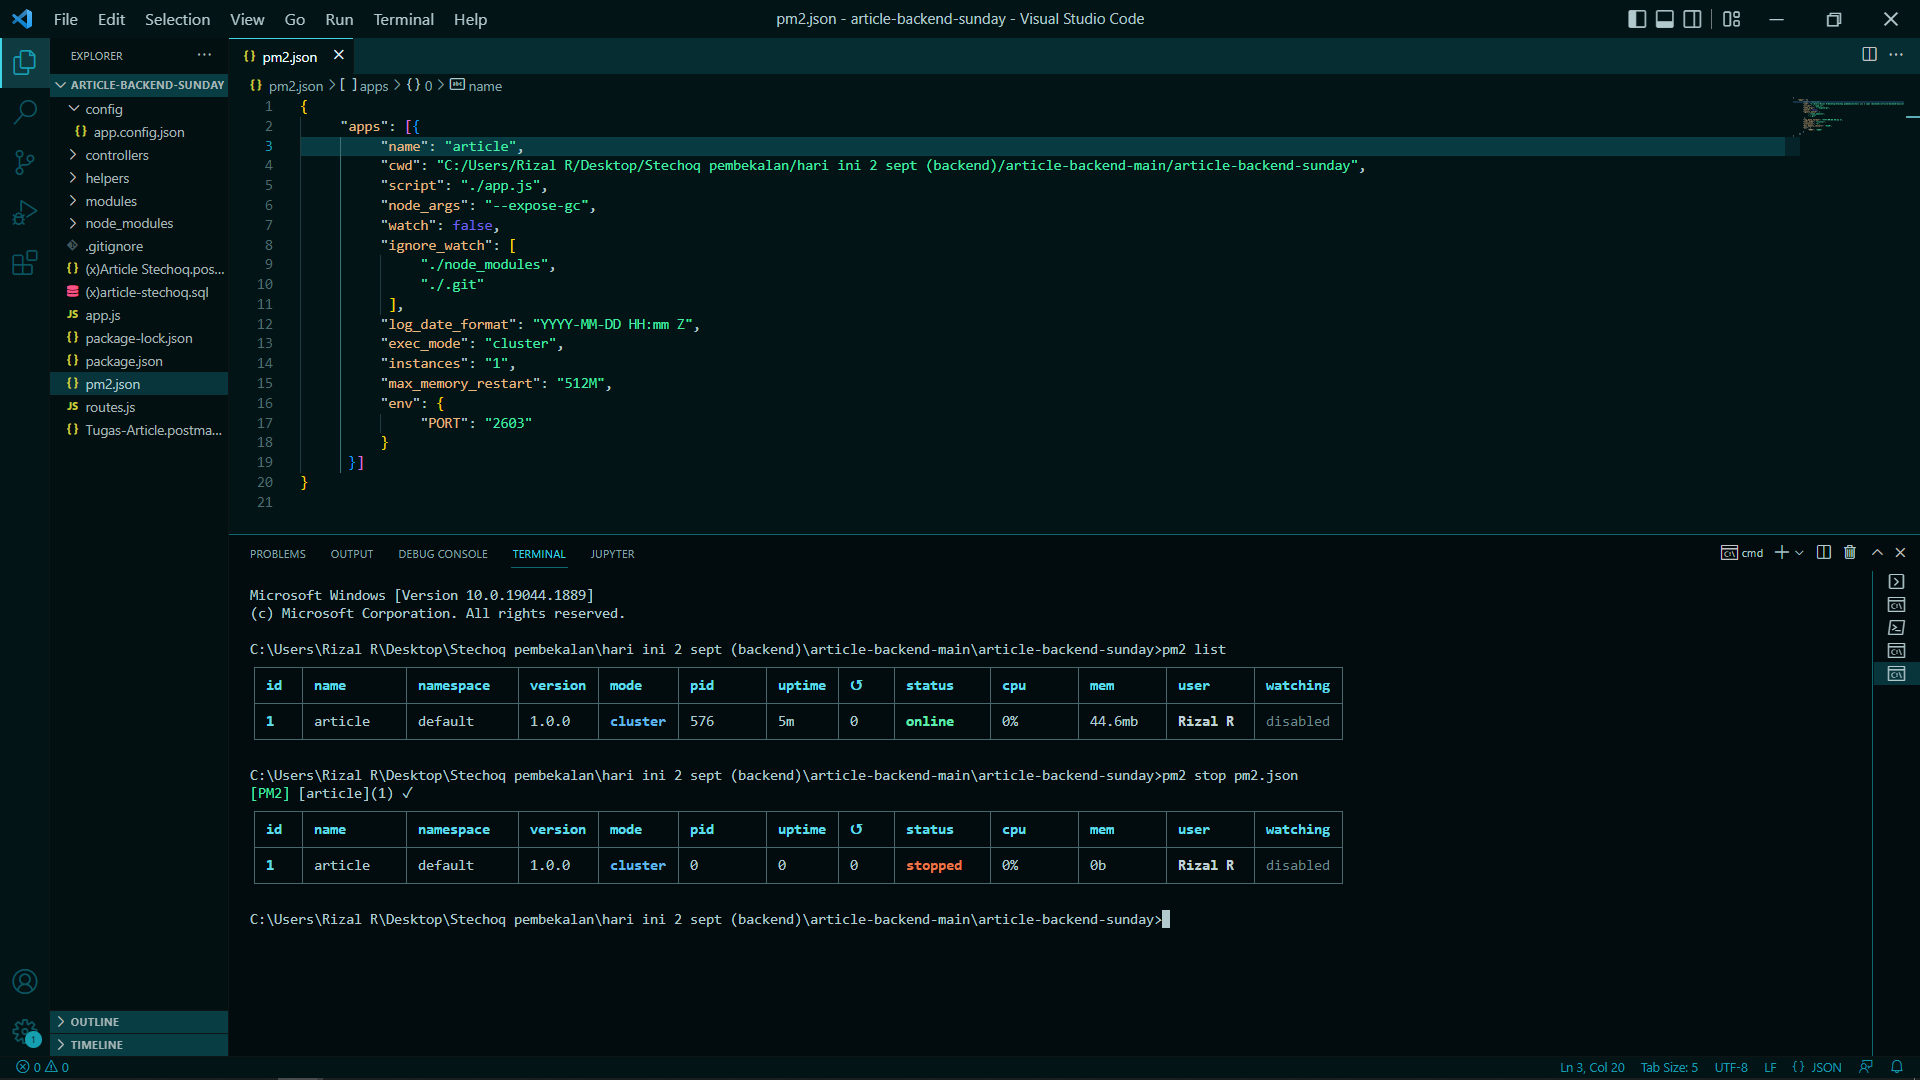 File Edit Selection View Go Run Terminal Help
pm2.json - article-backend-sunday - Visual Studio Code
EXPLORER
ARTICLE-BACKEND-SUNDAY
config
{} app.config.json
controllers
helpers
modules
node_modules
.gitignore
{} (x)Article Stechoq.pos...
(x)article-stechoq.sql
JS app.js
{} package-lock.json
{} package.json
{} pm2.json
JS routes.js
{} Tugas-Article.postma...
OUTLINE
TIMELINE
{} pm2.json
{} pm2.json > [ ] apps > {} 0 > abc name
1 {
2 "apps": [{
3 "name": "article",
4 "cwd": "C:/Users/Rizal R/Desktop/Stechoq pembekalan/hari ini 2 sept (backend)/article-backend-main/article-backend-sunday",
5 "script": "./app.js",
6 "node_args": "--expose-gc",
7 "watch": false,
8 "ignore_watch": [
9 "./node_modules",
10 "./.git"
11 ],
12 "log_date_format": "YYYY-MM-DD HH:mm Z",
13 "exec_mode": "cluster",
14 "instances": "1",
15 "max_memory_restart": "512M",
16 "env": {
17 "PORT": "2603"
18 }
19 }]
20 }
21
PROBLEMS OUTPUT DEBUG CONSOLE TERMINAL JUPYTER
cmd
Microsoft Windows [Version 10.0.19044.1889]
(c) Microsoft Corporation. All rights reserved.
C:\Users\Rizal R\Desktop\Stechoq pembekalan\hari ini 2 sept (backend)\article-backend-main\article-backend-sunday>pm2 list
id name namespace version mode pid uptime ↺ status cpu mem user watching
1 article default 1.0.0 cluster 576 5m 0 online 0% 44.6mb Rizal R disabled
C:\Users\Rizal R\Desktop\Stechoq pembekalan\hari ini 2 sept (backend)\article-backend-main\article-backend-sunday>pm2 stop pm2.json
[PM2] [article](1) ✓
id name namespace version mode pid uptime ↺ status cpu mem user watching
1 article default 1.0.0 cluster 0 0 0 stopped 0% 0b Rizal R disabled
C:\Users\Rizal R\Desktop\Stechoq pembekalan\hari ini 2 sept (backend)\article-backend-main\article-backend-sunday>
1
0 0
Ln 3, Col 20 Tab Size: 5 UTF-8 LF {} JSON